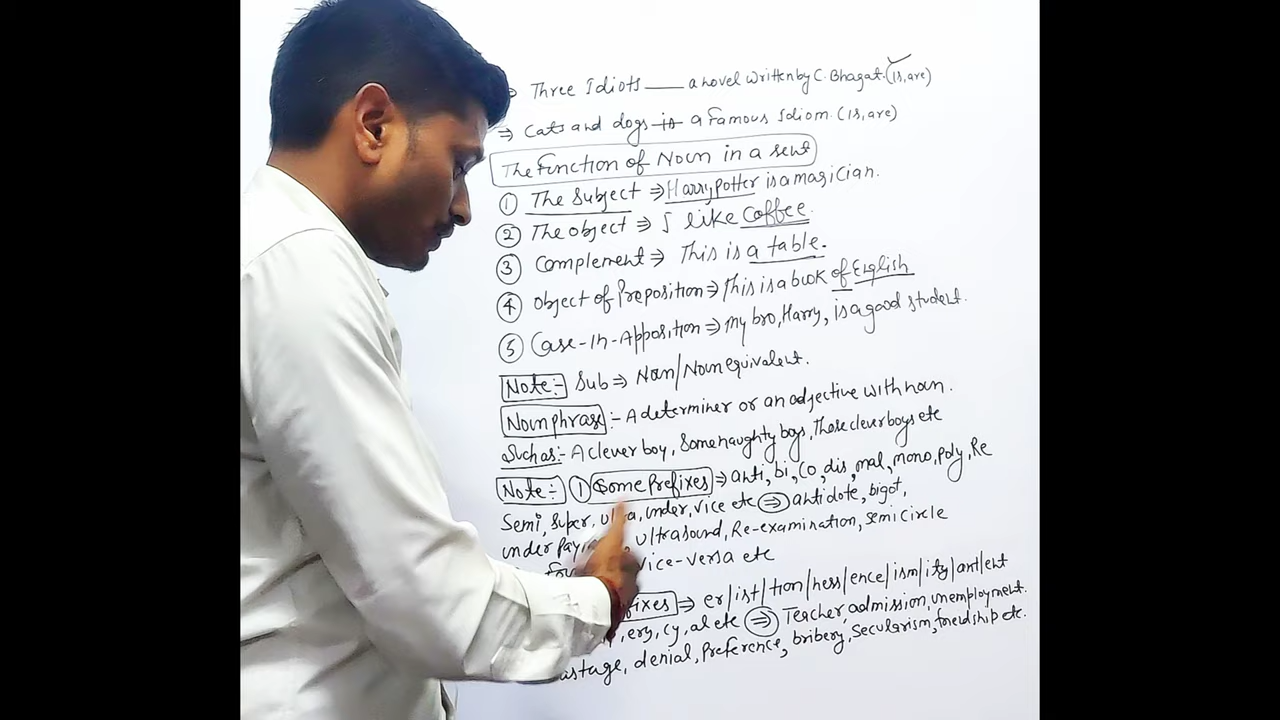 ⇒ Three Idiots ____ a novel written by C. Bhagat. (is, are)
⇒ Cats and dogs is a famous Idiom. (is, are)
The Function of Noun in a sent
① The Subject ⇒ Harry potter is a magician.
② The object ⇒ I like coffee.
③ Complement ⇒ This is a table.
④ Object of Preposition ⇒ This is a book of English
⑤ Case-In-Apposition ⇒ My bro, Harry, is a good student.
Note:- Sub ⇒ Noun/Noun equivalent.
Noun phrase:- A determiner or an adjective with noun.
Such as:- A clever boy, Some naughty boys, Those clever boys etc
Note:- ① Some Prefixes ⇒ anti, bi, co, dis, mal, mono, poly, Re
Semi, Super, ultra, under, vice etc ⇒ antidote, bigot,
under ultrasound, Re-examination, semi circle
vice-versa etc
⇒ er/ist/tion/ness/ence/ism/ity/ant/ent
, ery, cy, al etc ⇒ Teacher, admission, unemployment.
denial, Preference, bribery, secularism, friendship etc.